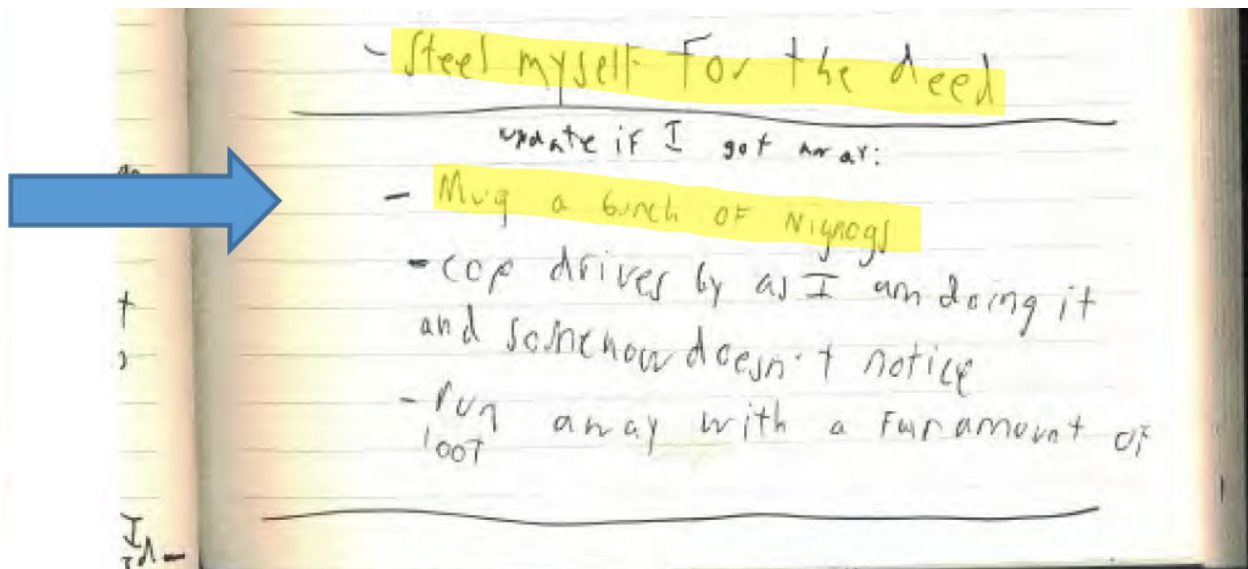 - Steel myself for the deed
update if I got away:
- Mug a bunch of Nignogs
- cop drives by as I am doing it
and somehow doesn't notice
- run away with a fair amount of
loot
I